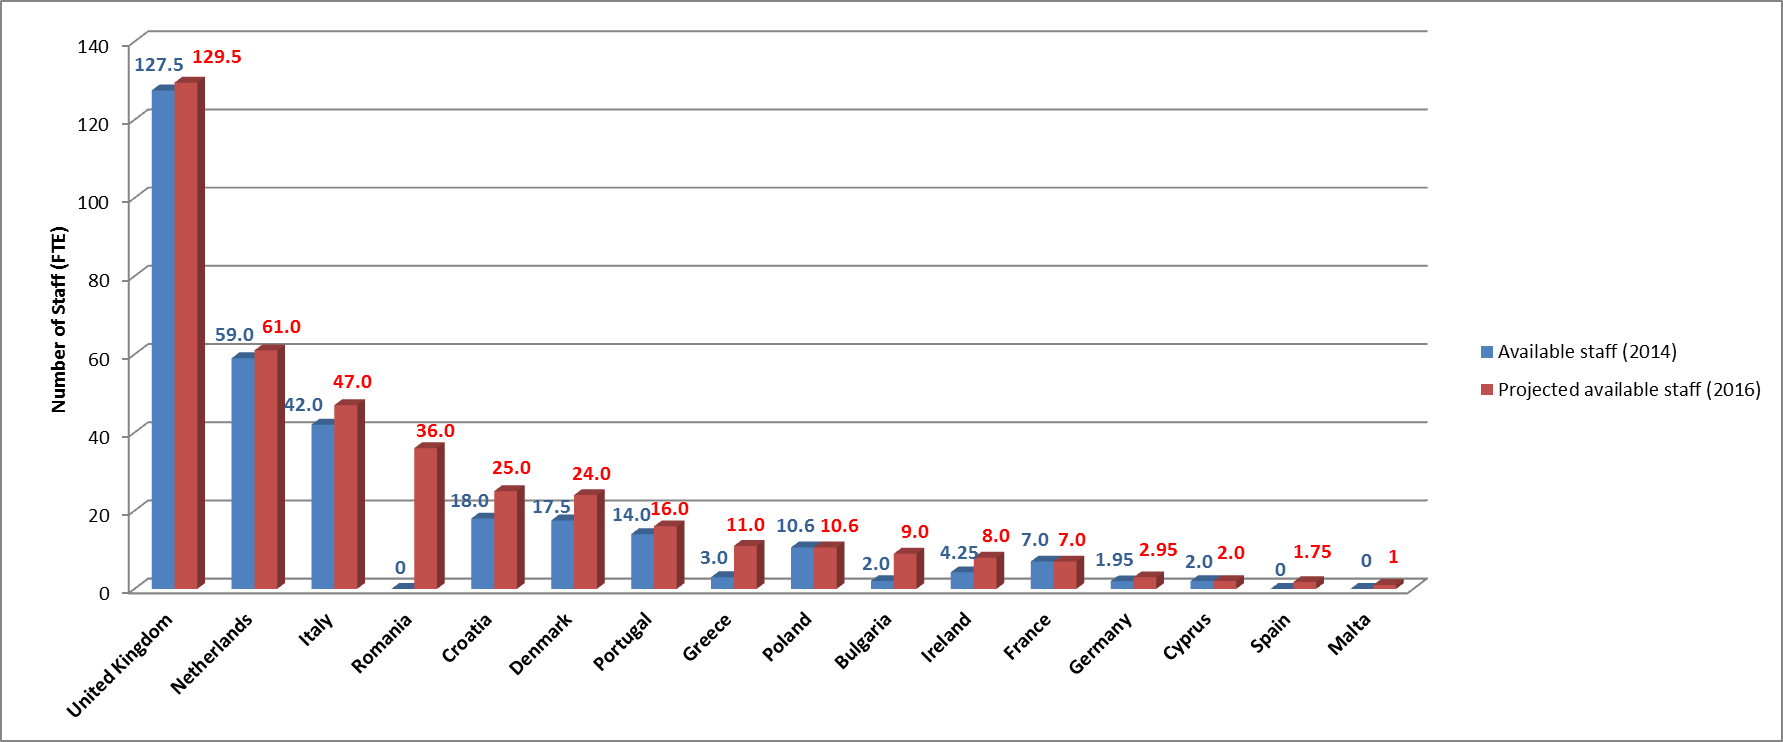 140
120
100
80
60
40
20
0
Number of Staff (FTE)
127.5 129.5
59.0 61.0
42.0 47.0
0 36.0
18.0 25.0
17.5 24.0
14.0 16.0
3.0 11.0
10.6 10.6
2.0 9.0
4.25 8.0
7.0 7.0
1.95 2.95
2.0 2.0
0 1.75
0 1
United Kingdom
Netherlands
Italy
Romania
Croatia
Denmark
Portugal
Greece
Poland
Bulgaria
Ireland
France
Germany
Cyprus
Spain
Malta
Available staff (2014)
Projected available staff (2016)